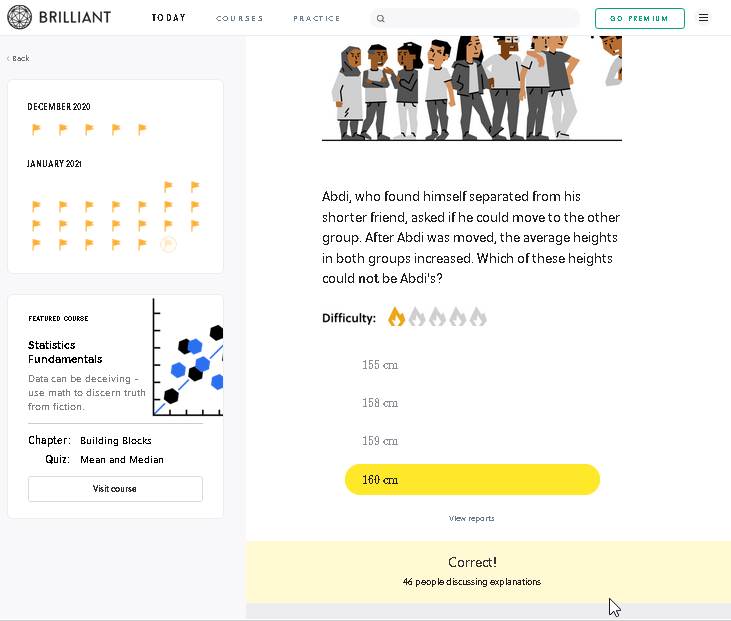 BRILLIANT
TODAY
COURSES
PRACTICE
GO PREMIUM
‹ Back
DECEMBER 2020
JANUARY 2021
FEATURED COURSE
Statistics
Fundamentals
Data can be deceiving –
use math to discern truth
from fiction.
Chapter: Building Blocks
Quiz: Mean and Median
Visit course
Abdi, who found himself separated from his
shorter friend, asked if he could move to the other
group. After Abdi was moved, the average heights
in both groups increased. Which of these heights
could not be Abdi's?
Difficulty:
155 cm
158 cm
159 cm
160 cm
View reports
Correct!
46 people discussing explanations